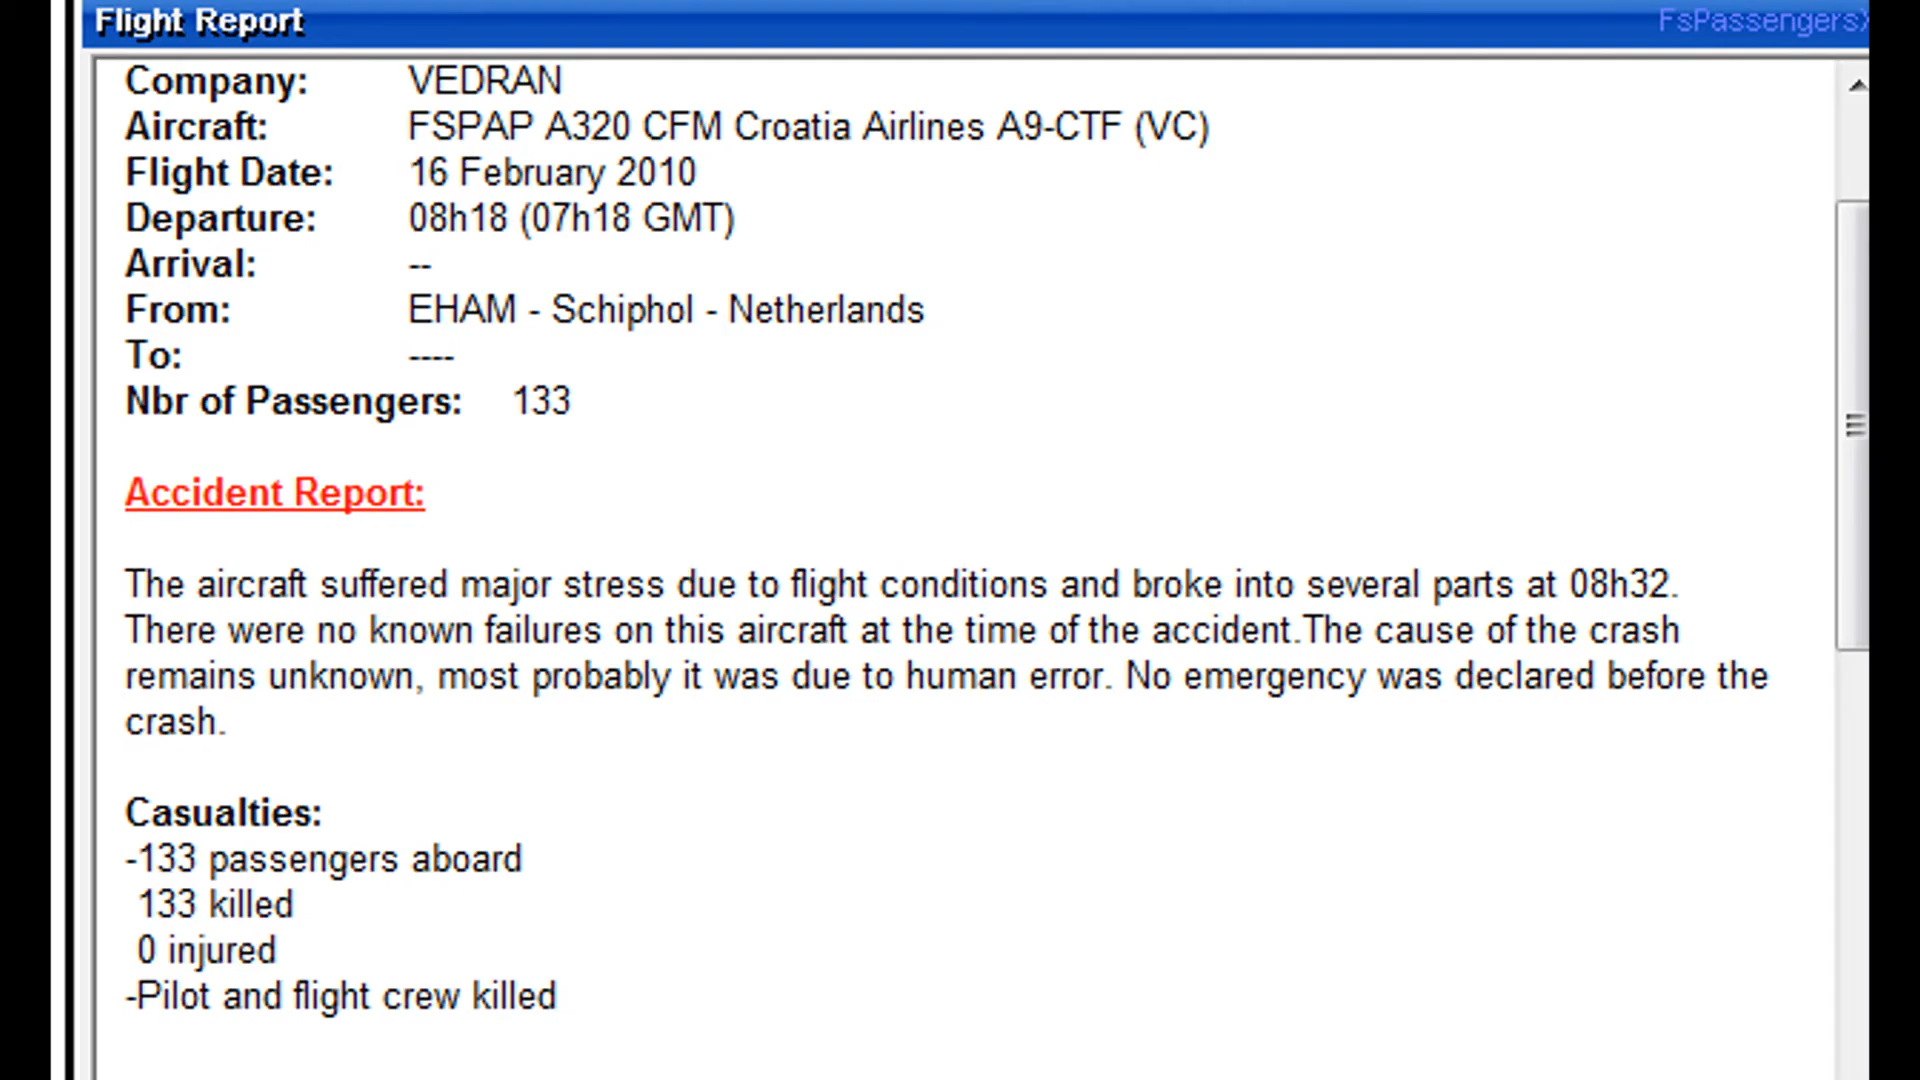 Flight Report FsPassengersX
Company: VEDRAN
Aircraft: FSPAP A320 CFM Croatia Airlines A9-CTF (VC)
Flight Date: 16 February 2010
Departure: 08h18 (07h18 GMT)
Arrival: --
From: EHAM - Schiphol - Netherlands
To: ----
Nbr of Passengers: 133
Accident Report:
The aircraft suffered major stress due to flight conditions and broke into several parts at 08h32.
There were no known failures on this aircraft at the time of the accident.The cause of the crash
remains unknown, most probably it was due to human error. No emergency was declared before the
crash.
Casualties:
-133 passengers aboard
133 killed
0 injured
-Pilot and flight crew killed